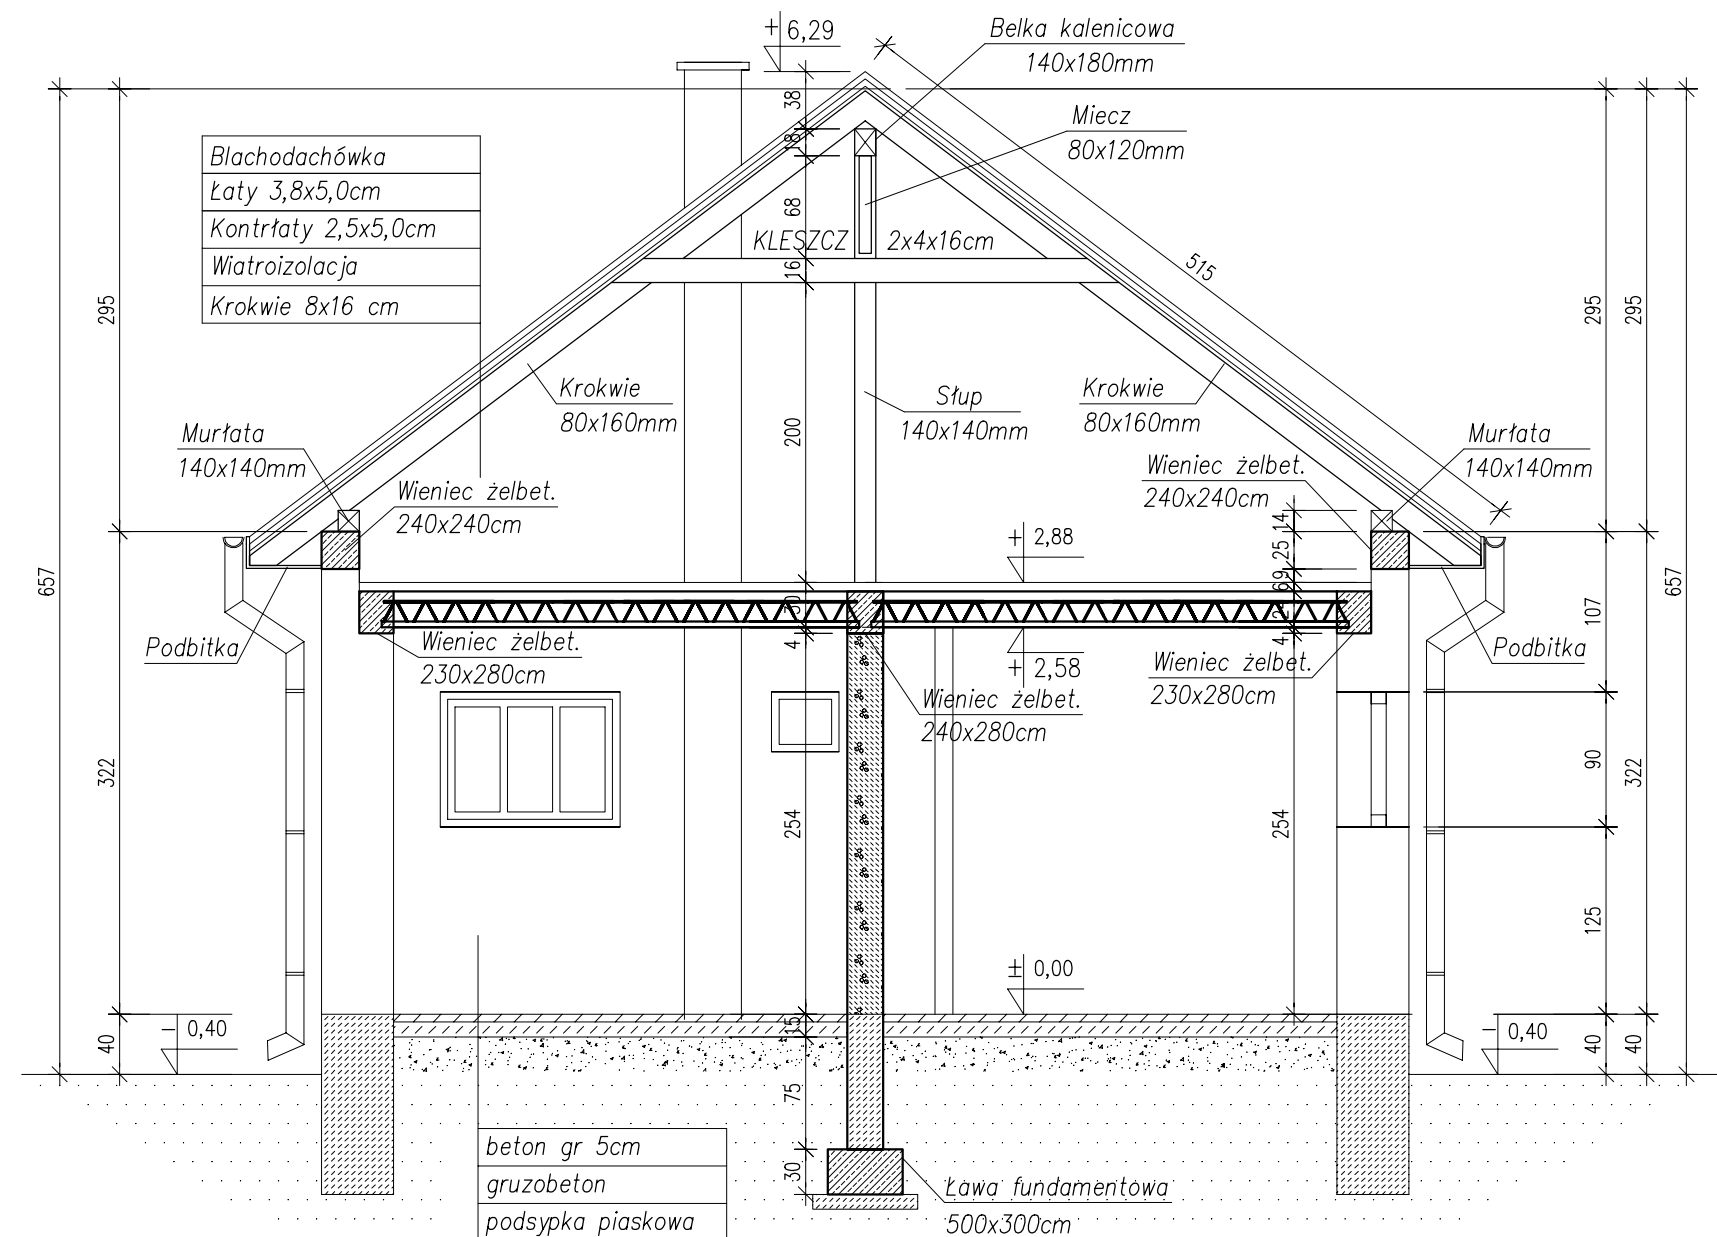 + 6,29
Belka kalenicowa
140x180mm
Miecz
80x120mm
38
18
68
16
200
30
4
254
15
75
30
KLESZCZ 2x4x16cm
515
Blachodachówka
Łaty 3,8x5,0cm
Kontrłaty 2,5x5,0cm
Wiatroizolacja
Krokwie 8x16 cm
Krokwie
80x160mm
Słup
140x140mm
Krokwie
80x160mm
Murłata
140x140mm
Wieniec żelbet.
240x240cm
Wieniec żelbet.
240x240cm
Murłata
140x140mm
+ 2,88
+ 2,58
± 0,00
14
25
69
4
254
Podbitka
Wieniec żelbet.
230x280cm
Wieniec żelbet.
240x280cm
Wieniec żelbet.
230x280cm
Podbitka
657
295
322
40
– 0,40
295
107
90
125
40
295
322
40
657
– 0,40
beton gr 5cm
gruzobeton
podsypka piaskowa
Ława fundamentowa
500x300cm